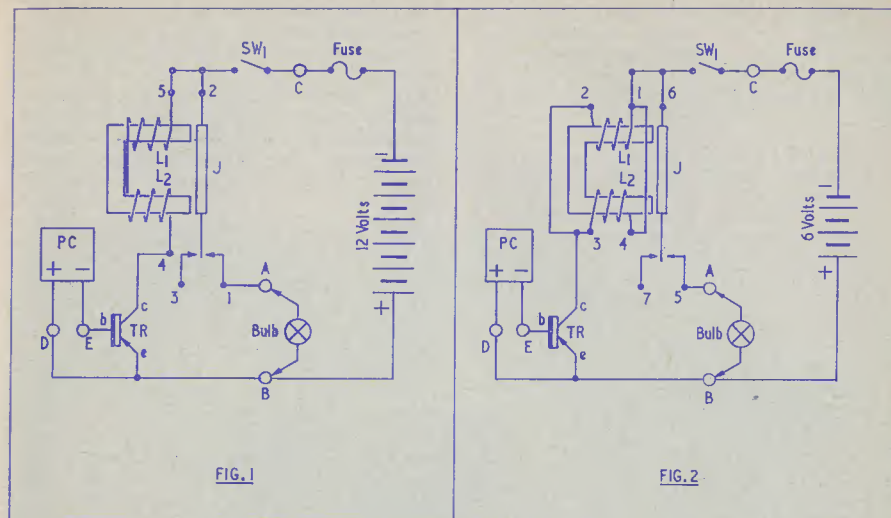 SW1
Fuse
C
5
2
L1
L2
J
–
12 Volts
+
PC
+ –
4
3
1
A
D
E
b
c
TR
e
Bulb
B
FIG. 1
SW1
Fuse
C
2
1
6
L1
L2
J
–
6 Volts
+
PC
+ –
3
4
7
5
A
D
E
b
c
TR
e
Bulb
B
FIG. 2